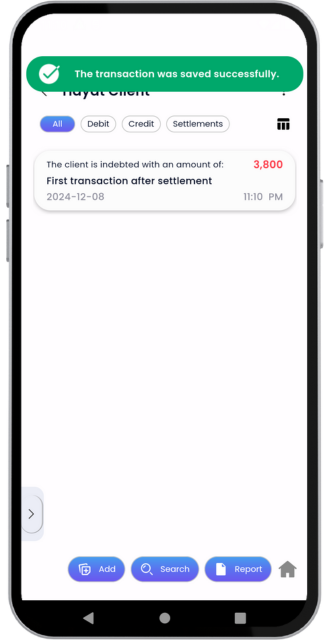 The transaction was saved successfully.
Hayat Client
All Debit Credit Settlements
The client is indebted with an amount of: 3,800
First transaction after settlement
2024-12-08 11:10 PM
Add Search Report